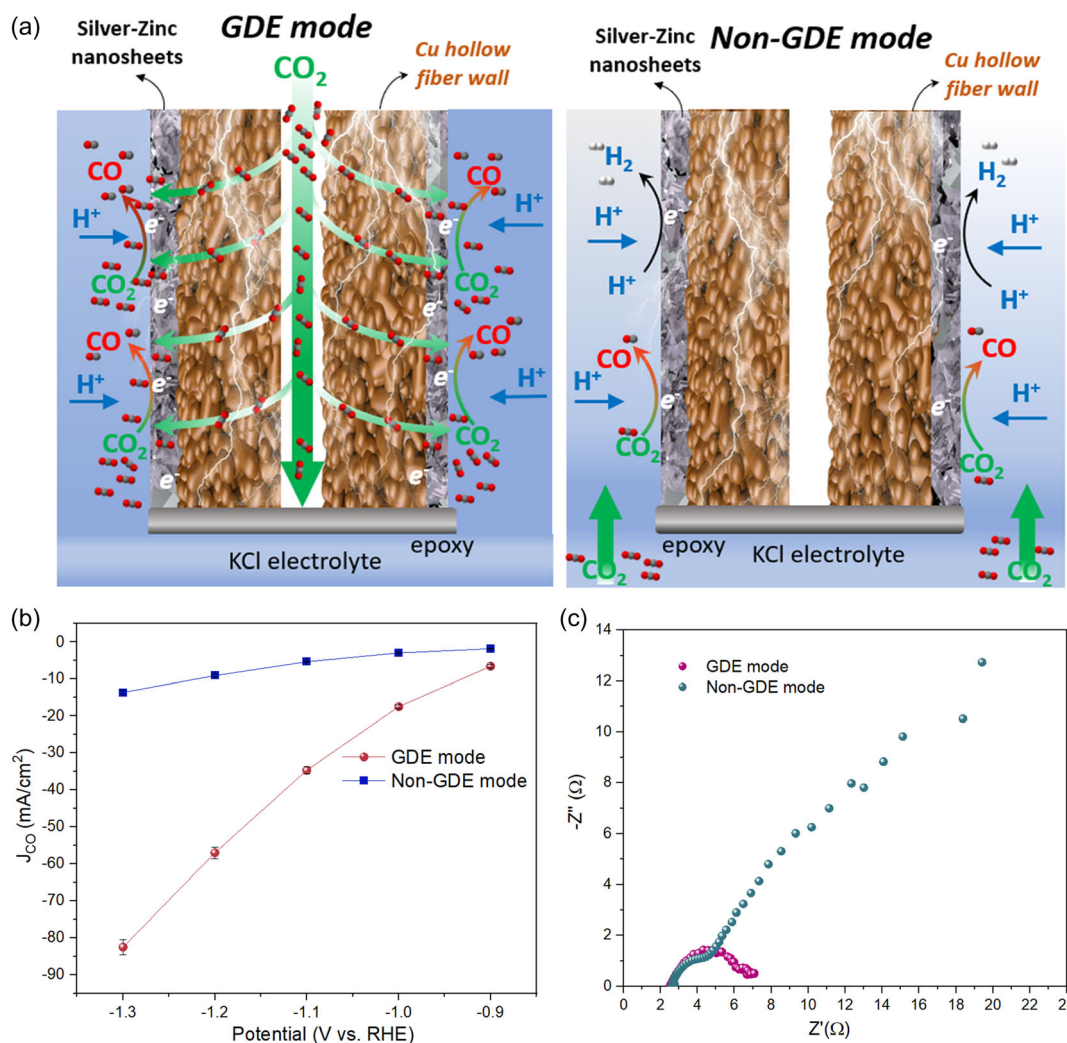 (a)
Silver-Zinc
nanosheets
GDE mode
CO2
Cu hollow
fiber wall
CO
H+
e-
CO2
e-
CO
H+
e-
CO2
e-
CO
e-
H+
CO2
e-
CO
e-
H+
CO2
e-
epoxy
KCl electrolyte
Silver-Zinc
nanosheets
Non-GDE mode
Cu hollow
fiber wall
H2
H+
e-
H+
CO
H+
e-
CO2
H2
e-
H+
H+
CO
e-
H+
CO2
epoxy
KCl electrolyte
CO2
CO2
(b)
0
-10
-20
-30
-40
-50
-60
-70
-80
-90
JCO (mA/cm2)
GDE mode
Non-GDE mode
-1.3 -1.2 -1.1 -1.0 -0.9
Potential (V vs. RHE)
(c)
14
12
10
8
6
4
2
0
-Z" (Ω)
GDE mode
Non-GDE mode
0 2 4 6 8 10 12 14 16 18 20 22 24
Z'(Ω)